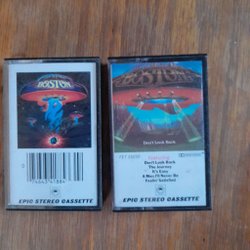 BOSTON
EPIC STEREO CASSETTE
BOSTON
Don't Look Back
Featuring:
Don't Look Back
The Journey
It's Easy
A Man I'll Never Be
Feelin' Satisfied
EPIC STEREO CASSETTE